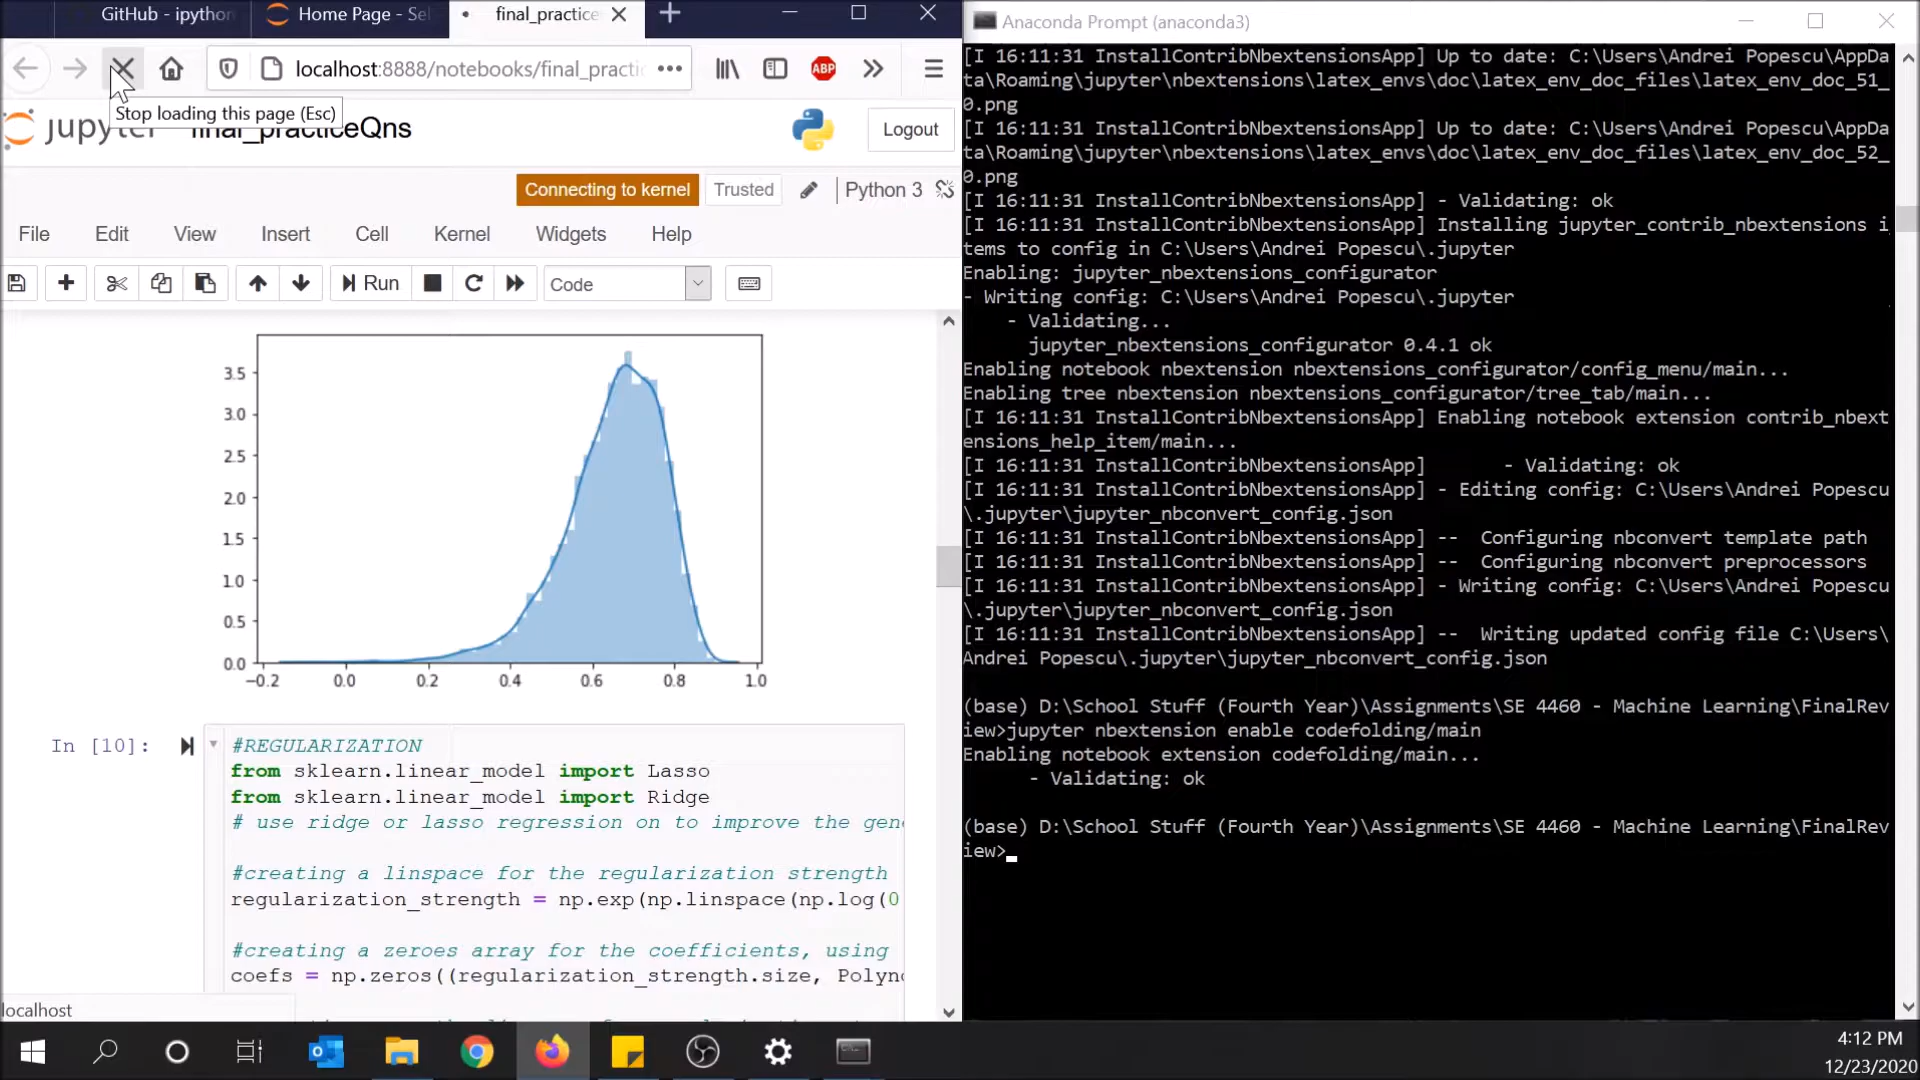 GitHub - ipython
Home Page - Sel
final_practice
localhost:8888/notebooks/final_practic
ABP
Stop loading this page (Esc)
jupyter final_practiceQns
Logout
Connecting to kernel
Trusted
Python 3
File Edit View Insert Cell Kernel Widgets Help
Run
Code
3.5
3.0
2.5
2.0
1.5
1.0
0.5
0.0
−0.2 0.0 0.2 0.4 0.6 0.8 1.0
In [10]:
#REGULARIZATION
from sklearn.linear_model import Lasso
from sklearn.linear_model import Ridge
# use ridge or lasso regression on to improve the gen
#creating a linspace for the regularization strength
regularization_strength = np.exp(np.linspace(np.log(0
#creating a zeroes array for the coefficients, using
coefs = np.zeros((regularization_strength.size, Polyn
localhost
Anaconda Prompt (anaconda3)
[I 16:11:31 InstallContribNbextensionsApp] Up to date: C:\Users\Andrei Popescu\AppDa
ta\Roaming\jupyter\nbextensions\latex_envs\doc\latex_env_doc_files\latex_env_doc_51_
0.png
[I 16:11:31 InstallContribNbextensionsApp] Up to date: C:\Users\Andrei Popescu\AppDa
ta\Roaming\jupyter\nbextensions\latex_envs\doc\latex_env_doc_files\latex_env_doc_52_
0.png
[I 16:11:31 InstallContribNbextensionsApp] - Validating: ok
[I 16:11:31 InstallContribNbextensionsApp] Installing jupyter_contrib_nbextensions i
tems to config in C:\Users\Andrei Popescu\.jupyter
Enabling: jupyter_nbextensions_configurator
- Writing config: C:\Users\Andrei Popescu\.jupyter
- Validating...
jupyter_nbextensions_configurator 0.4.1 ok
Enabling notebook nbextension nbextensions_configurator/config_menu/main...
Enabling tree nbextension nbextensions_configurator/tree_tab/main...
[I 16:11:31 InstallContribNbextensionsApp] Enabling notebook extension contrib_nbext
ensions_help_item/main...
[I 16:11:31 InstallContribNbextensionsApp] - Validating: ok
[I 16:11:31 InstallContribNbextensionsApp] - Editing config: C:\Users\Andrei Popescu
\.jupyter\jupyter_nbconvert_config.json
[I 16:11:31 InstallContribNbextensionsApp] -- Configuring nbconvert template path
[I 16:11:31 InstallContribNbextensionsApp] -- Configuring nbconvert preprocessors
[I 16:11:31 InstallContribNbextensionsApp] - Writing config: C:\Users\Andrei Popescu
\.jupyter\jupyter_nbconvert_config.json
[I 16:11:31 InstallContribNbextensionsApp] -- Writing updated config file C:\Users\
Andrei Popescu\.jupyter\jupyter_nbconvert_config.json
(base) D:\School Stuff (Fourth Year)\Assignments\SE 4460 - Machine Learning\FinalRev
iew>jupyter nbextension enable codefolding/main
Enabling notebook extension codefolding/main...
- Validating: ok
(base) D:\School Stuff (Fourth Year)\Assignments\SE 4460 - Machine Learning\FinalRev
iew>
4:12 PM
12/23/2020